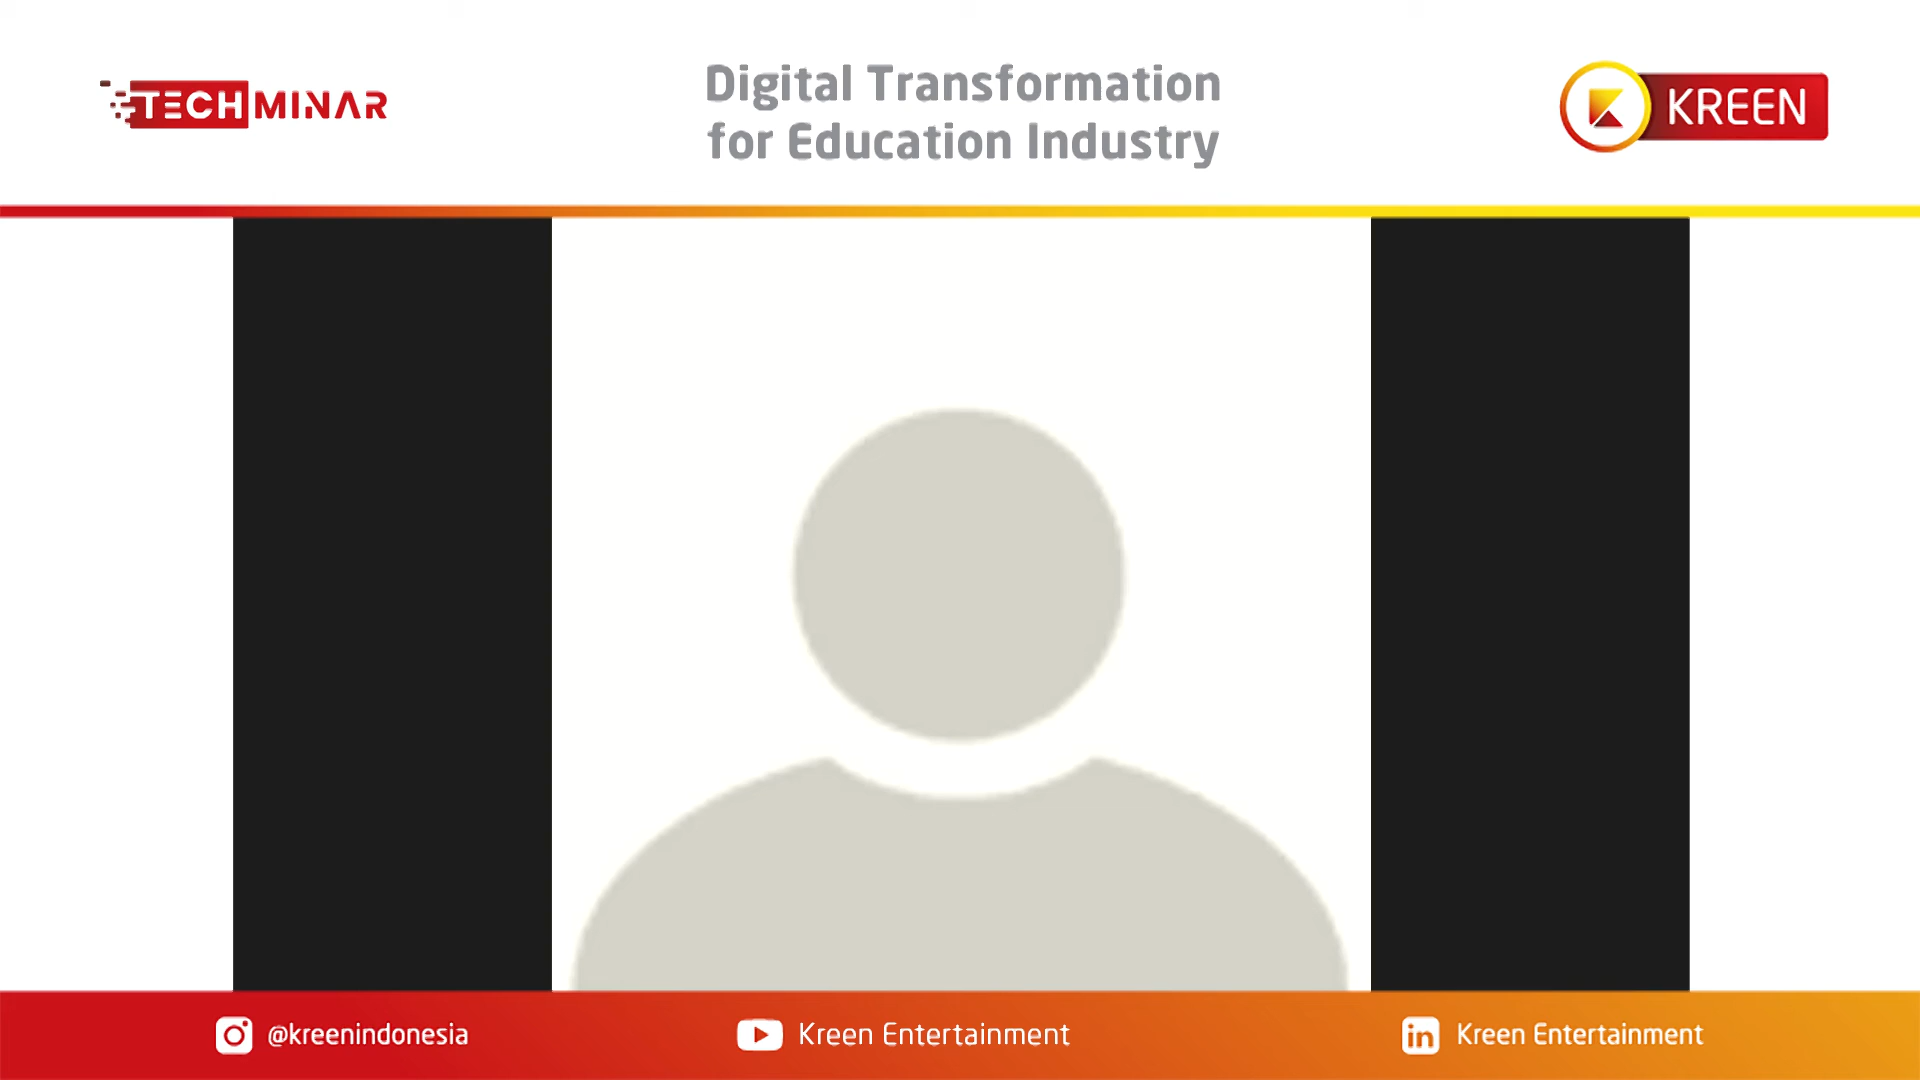 TECHMINAR
Digital Transformation
for Education Industry
KREEN
@kreenindonesia
Kreen Entertainment
Kreen Entertainment